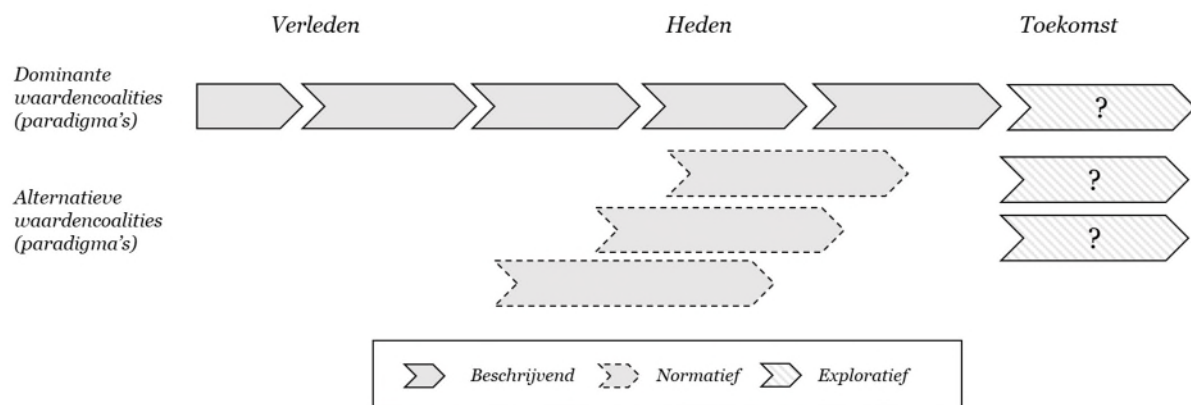 Verleden Heden Toekomst
Dominante
waardencoalities
(paradigma's)
?
?
Alternatieve
waardencoalities
(paradigma's)
?
Beschrijvend Normatief Exploratief